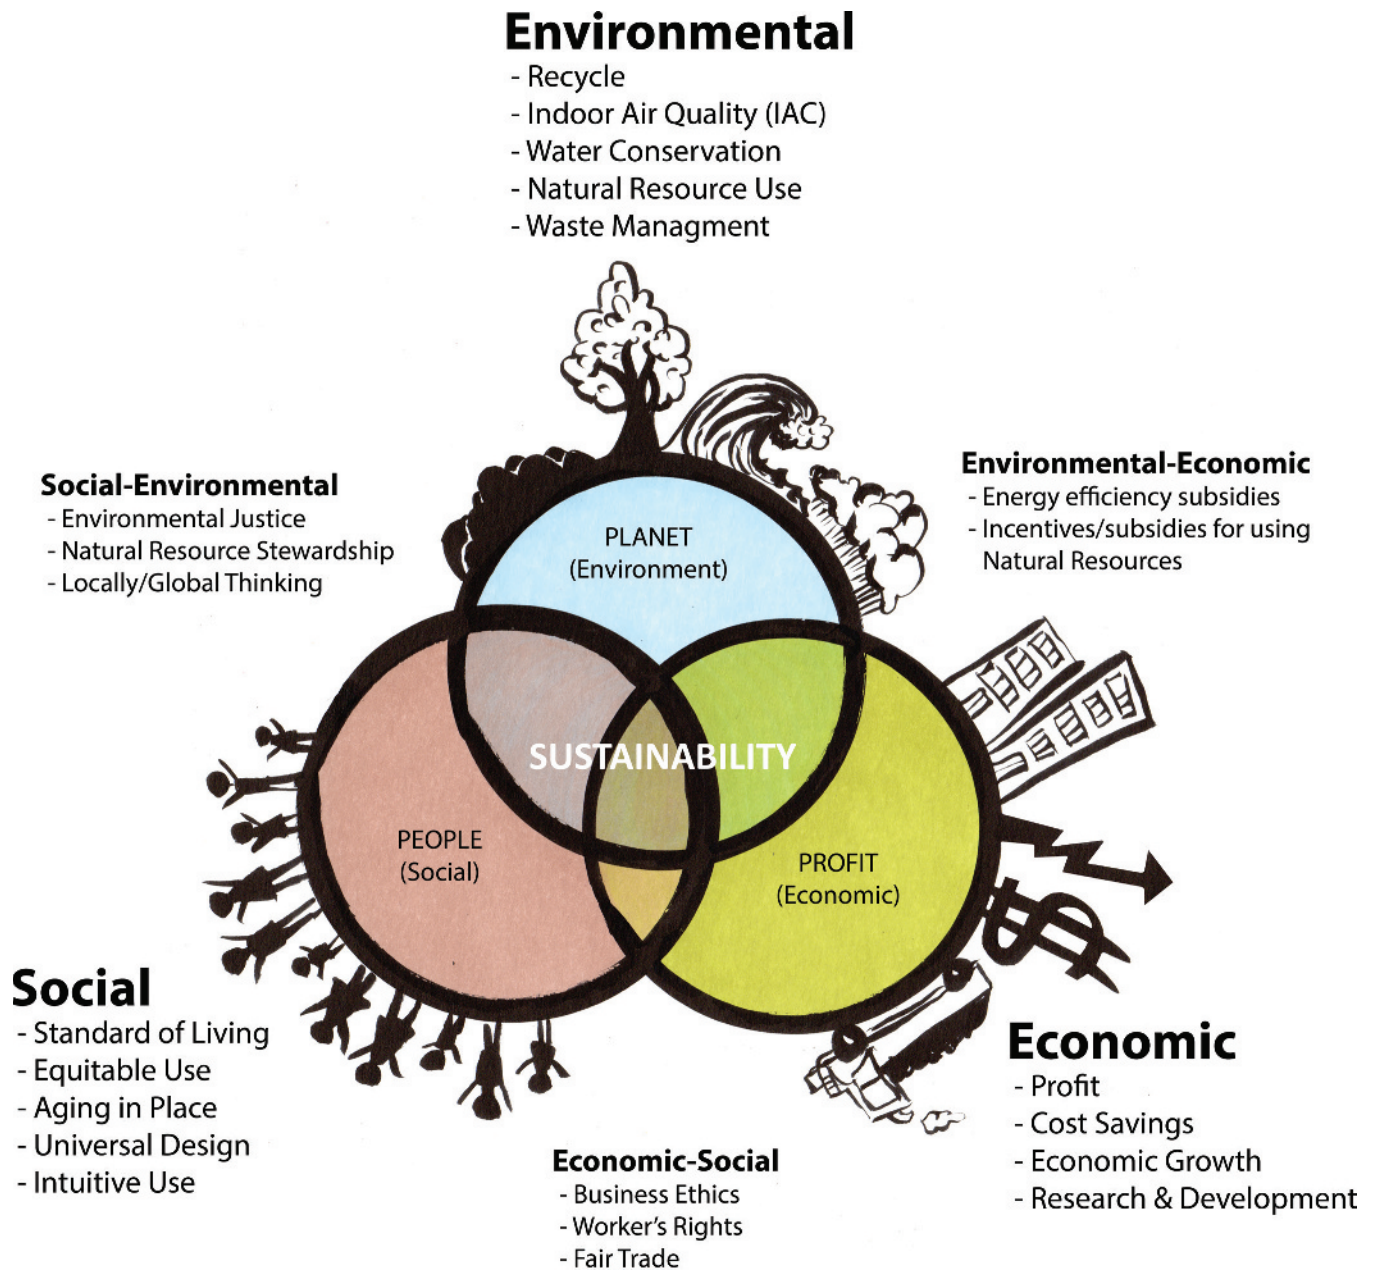 Environmental
- Recycle
- Indoor Air Quality (IAC)
- Water Conservation
- Natural Resource Use
- Waste Managment
Social-Environmental
- Environmental Justice
- Natural Resource Stewardship
- Locally/Global Thinking
Environmental-Economic
- Energy efficiency subsidies
- Incentives/subsidies for using
Natural Resources
PLANET
(Environment)
SUSTAINABILITY
PEOPLE
(Social)
PROFIT
(Economic)
$
Social
- Standard of Living
- Equitable Use
- Aging in Place
- Universal Design
- Intuitive Use
Economic
- Profit
- Cost Savings
- Economic Growth
- Research & Development
Economic-Social
- Business Ethics
- Worker's Rights
- Fair Trade